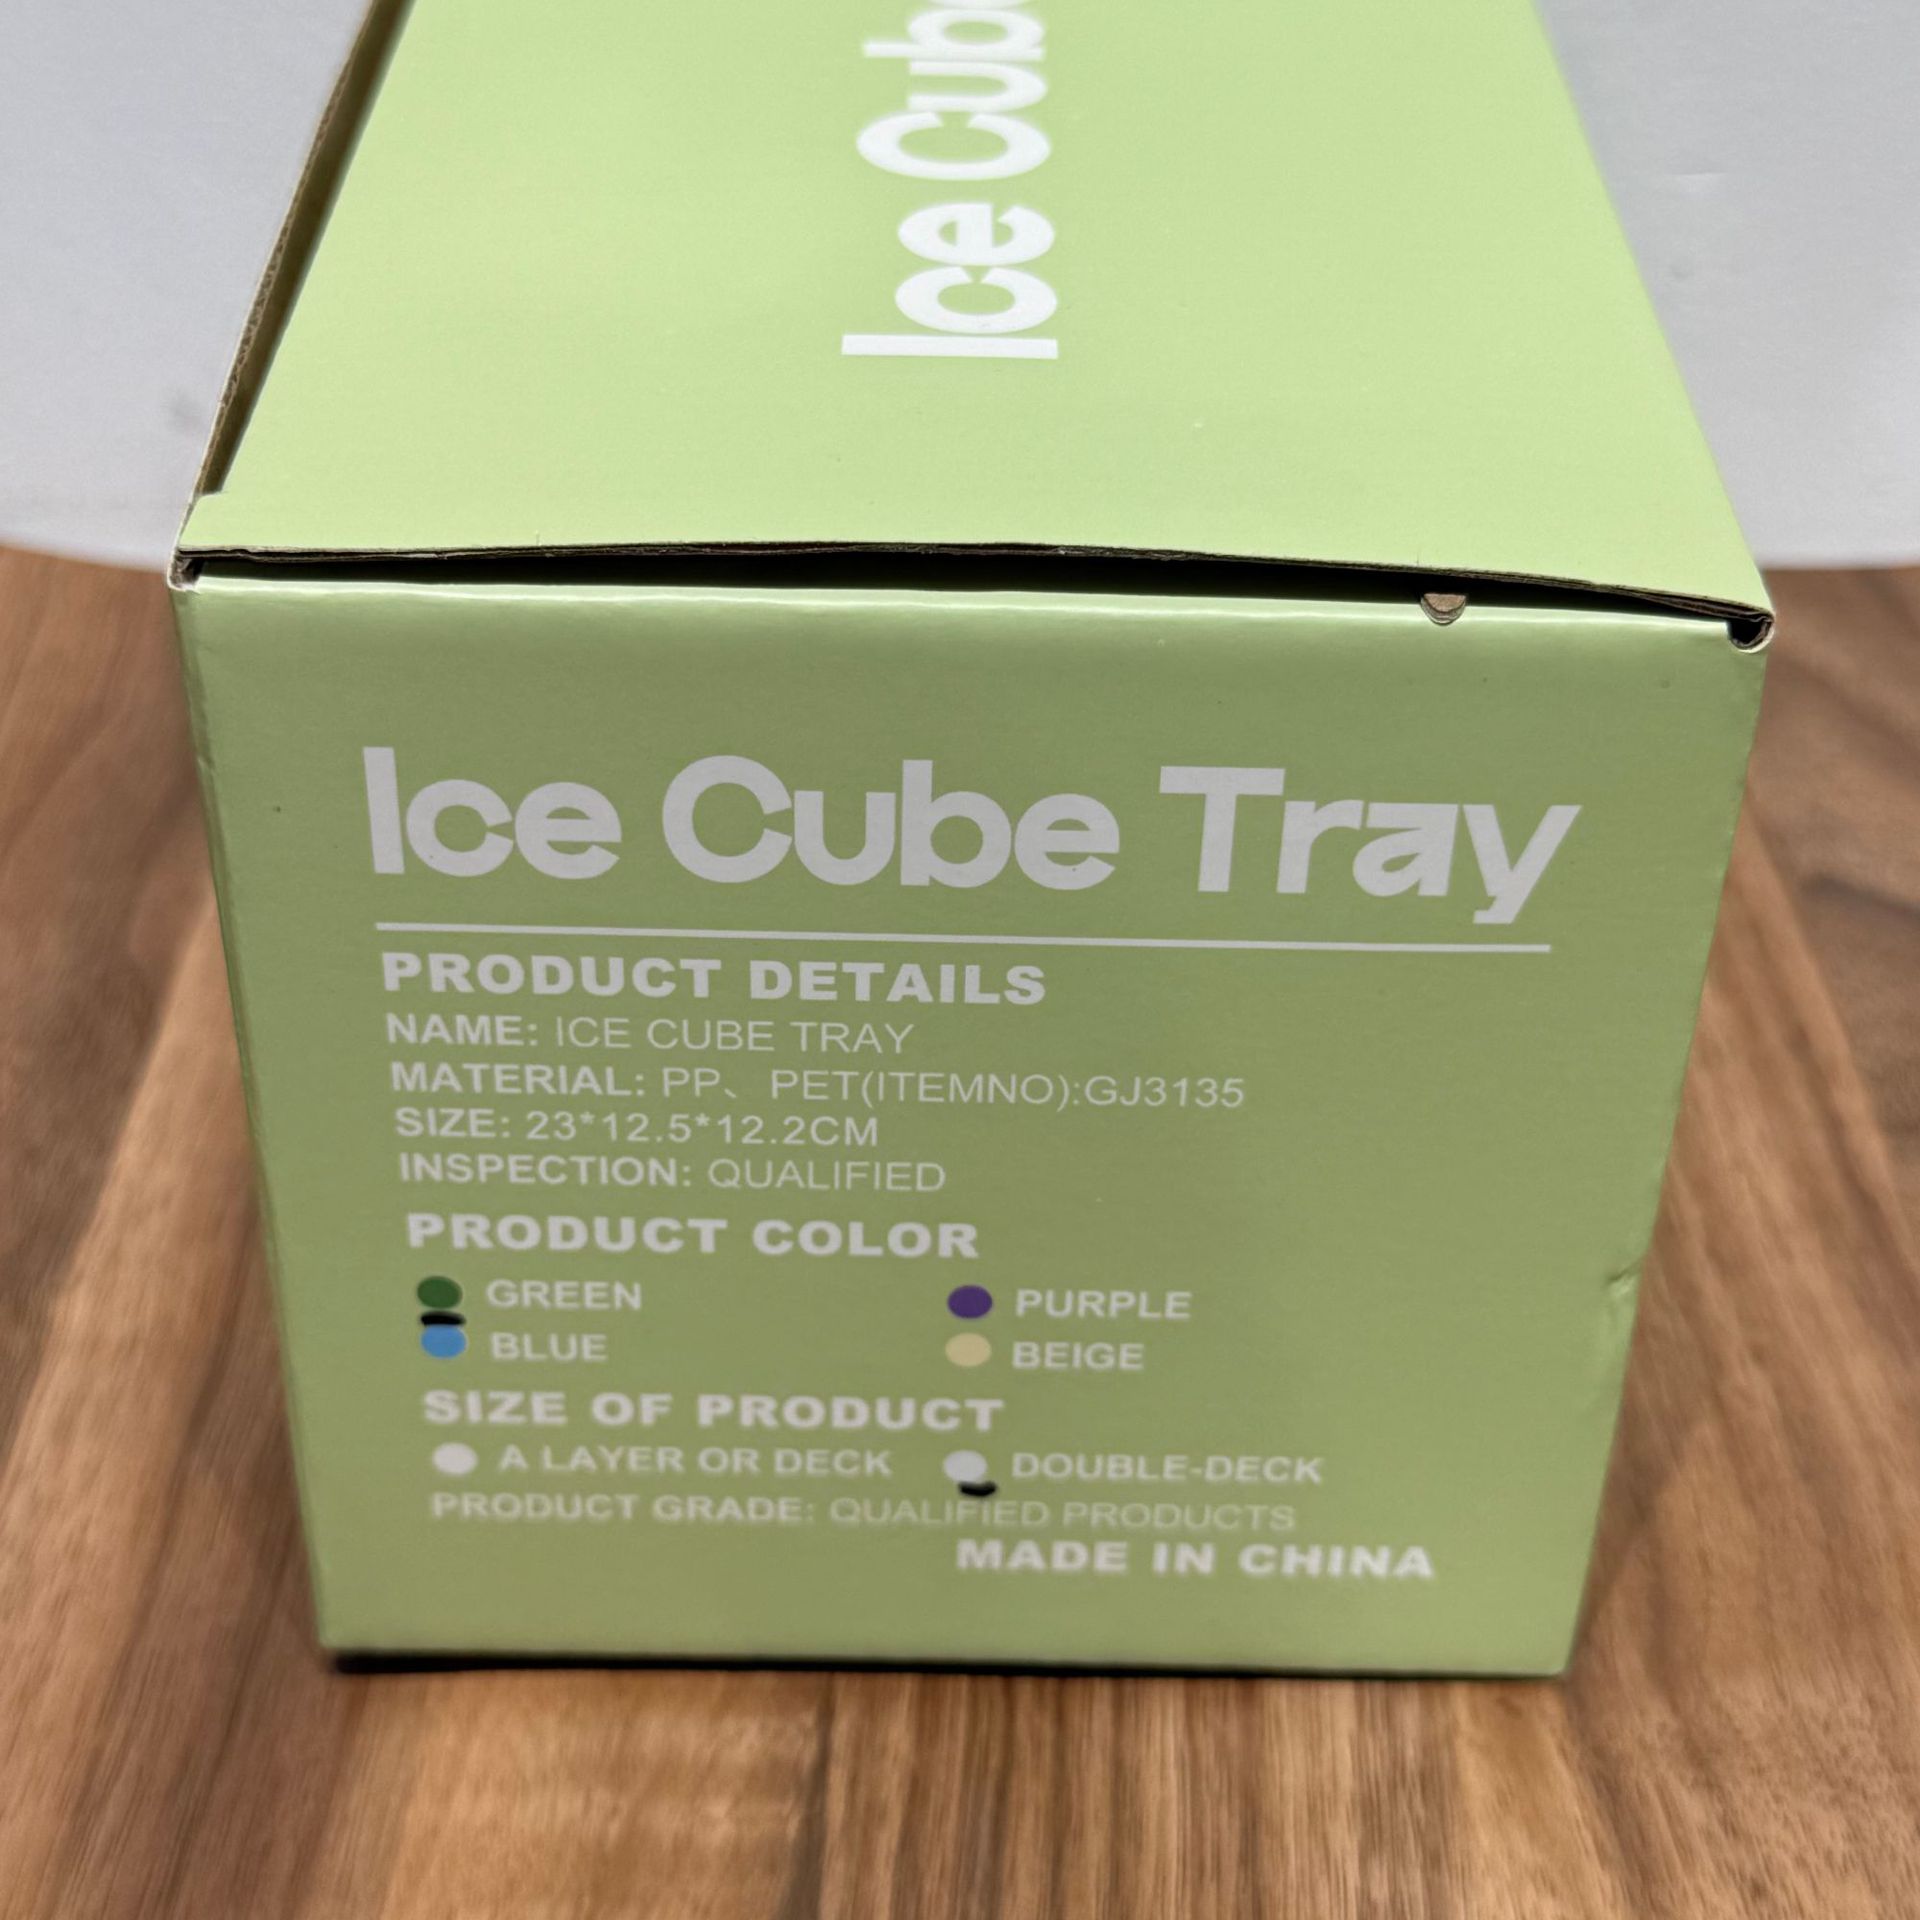 Ice Cube
Ice Cube Tray
PRODUCT DETAILS
NAME: ICE CUBE TRAY
MATERIAL: PP、 PET(ITEMNO):GJ3135
SIZE: 23*12.5*12.2CM
INSPECTION: QUALIFIED
PRODUCT COLOR
GREEN PURPLE
BLUE BEIGE
SIZE OF PRODUCT
A LAYER OR DECK DOUBLE-DECK
PRODUCT GRADE: QUALIFIED PRODUCTS
MADE IN CHINA